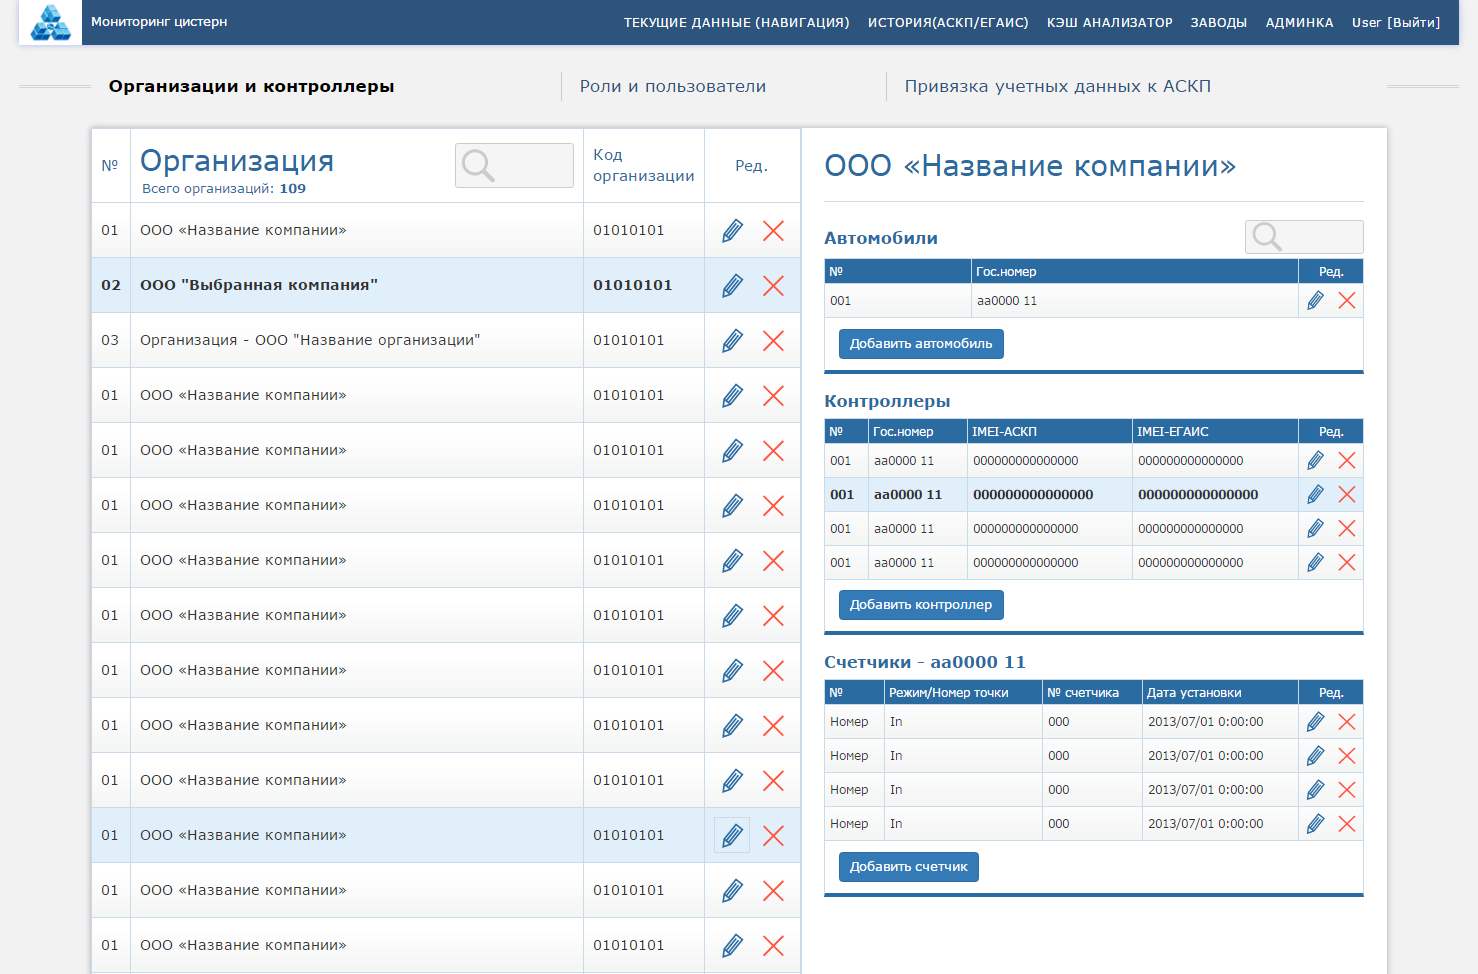 Мониторинг цистерн
ТЕКУЩИЕ ДАННЫЕ (НАВИГАЦИЯ) ИСТОРИЯ(АСКП/ЕГАИС) КЭШ АНАЛИЗАТОР ЗАВОДЫ АДМИНКА User [Выйти]
Организации и контроллеры
Роли и пользователи
Привязка учетных данных к АСКП
№ Организация Код организации Ред.
Всего организаций: 109
01 ООО «Название компании» 01010101
02 ООО "Выбранная компания" 01010101
03 Организация - ООО "Название организации" 01010101
01 ООО «Название компании» 01010101
01 ООО «Название компании» 01010101
01 ООО «Название компании» 01010101
01 ООО «Название компании» 01010101
01 ООО «Название компании» 01010101
01 ООО «Название компании» 01010101
01 ООО «Название компании» 01010101
01 ООО «Название компании» 01010101
01 ООО «Название компании» 01010101
01 ООО «Название компании» 01010101
01 ООО «Название компании» 01010101
ООО «Название компании»
Автомобили
№ Гос.номер Ред.
001 аа0000 11
Добавить автомобиль
Контроллеры
№ Гос.номер IMEI-АСКП IMEI-ЕГАИС Ред.
001 аа0000 11 000000000000000 000000000000000
001 аа0000 11 000000000000000 000000000000000
001 аа0000 11 000000000000000 000000000000000
001 аа0000 11 000000000000000 000000000000000
Добавить контроллер
Счетчики - аа0000 11
№ Режим/Номер точки № счетчика Дата установки Ред.
Номер In 000 2013/07/01 0:00:00
Номер In 000 2013/07/01 0:00:00
Номер In 000 2013/07/01 0:00:00
Номер In 000 2013/07/01 0:00:00
Добавить счетчик